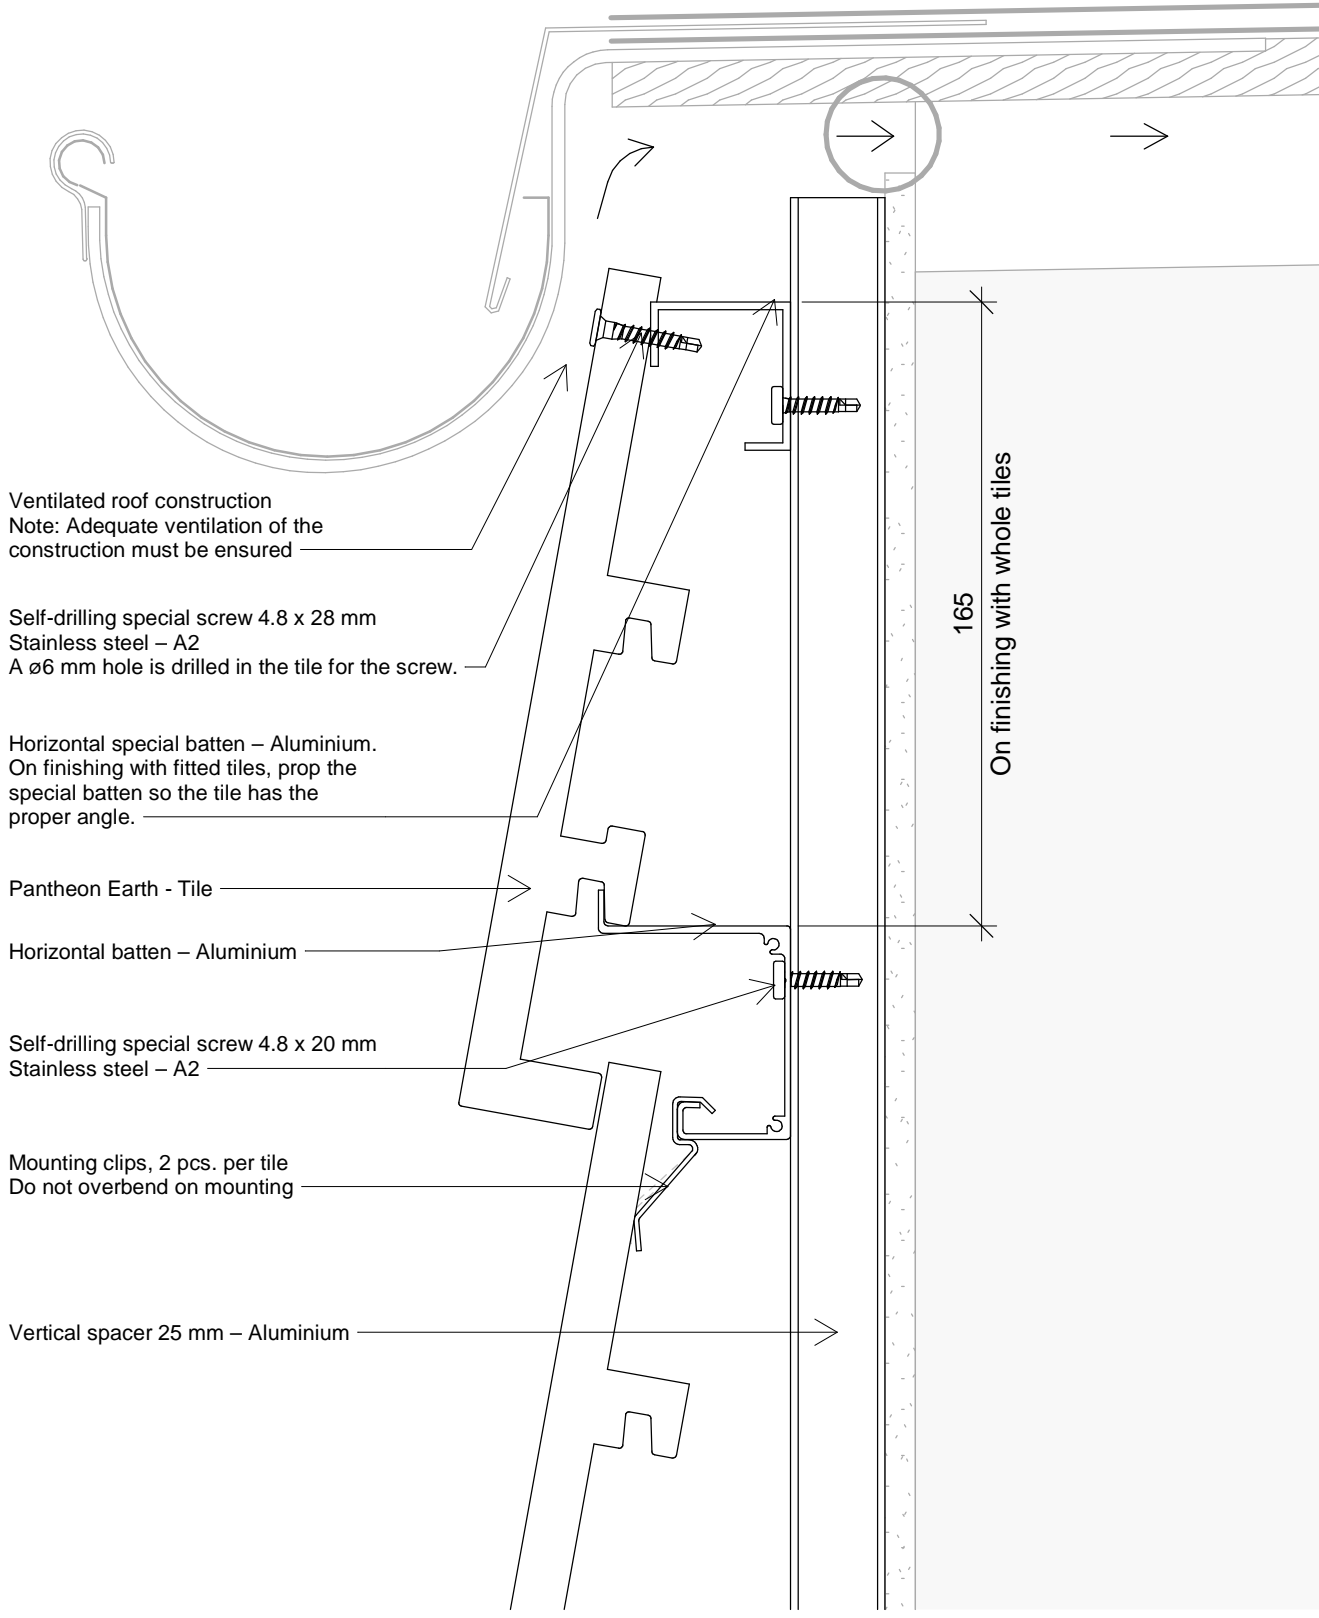 Ventilated roof construction
Note: Adequate ventilation of the
construction must be ensured
Self-drilling special screw 4.8 x 28 mm
Stainless steel – A2
A ø6 mm hole is drilled in the tile for the screw.
Horizontal special batten – Aluminium.
On finishing with fitted tiles, prop the
special batten so the tile has the
proper angle.
Pantheon Earth - Tile
Horizontal batten – Aluminium
Self-drilling special screw 4.8 x 20 mm
Stainless steel – A2
Mounting clips, 2 pcs. per tile
Do not overbend on mounting
Vertical spacer 25 mm – Aluminium
165
On finishing with whole tiles